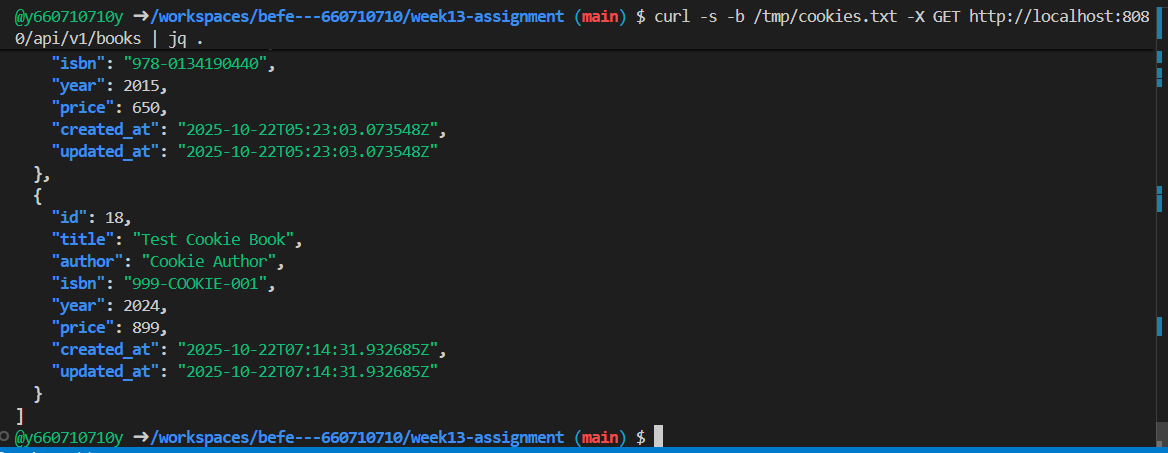 @y660710710y ➜/workspaces/befe---660710710/week13-assignment (main) $ curl -s -b /tmp/cookies.txt -X GET http://localhost:808
0/api/v1/books | jq .
"isbn": "978-0134190440",
"year": 2015,
"price": 650,
"created_at": "2025-10-22T05:23:03.073548Z",
"updated_at": "2025-10-22T05:23:03.073548Z"
},
{
"id": 18,
"title": "Test Cookie Book",
"author": "Cookie Author",
"isbn": "999-COOKIE-001",
"year": 2024,
"price": 899,
"created_at": "2025-10-22T07:14:31.932685Z",
"updated_at": "2025-10-22T07:14:31.932685Z"
}
]
@y660710710y ➜/workspaces/befe---660710710/week13-assignment (main) $